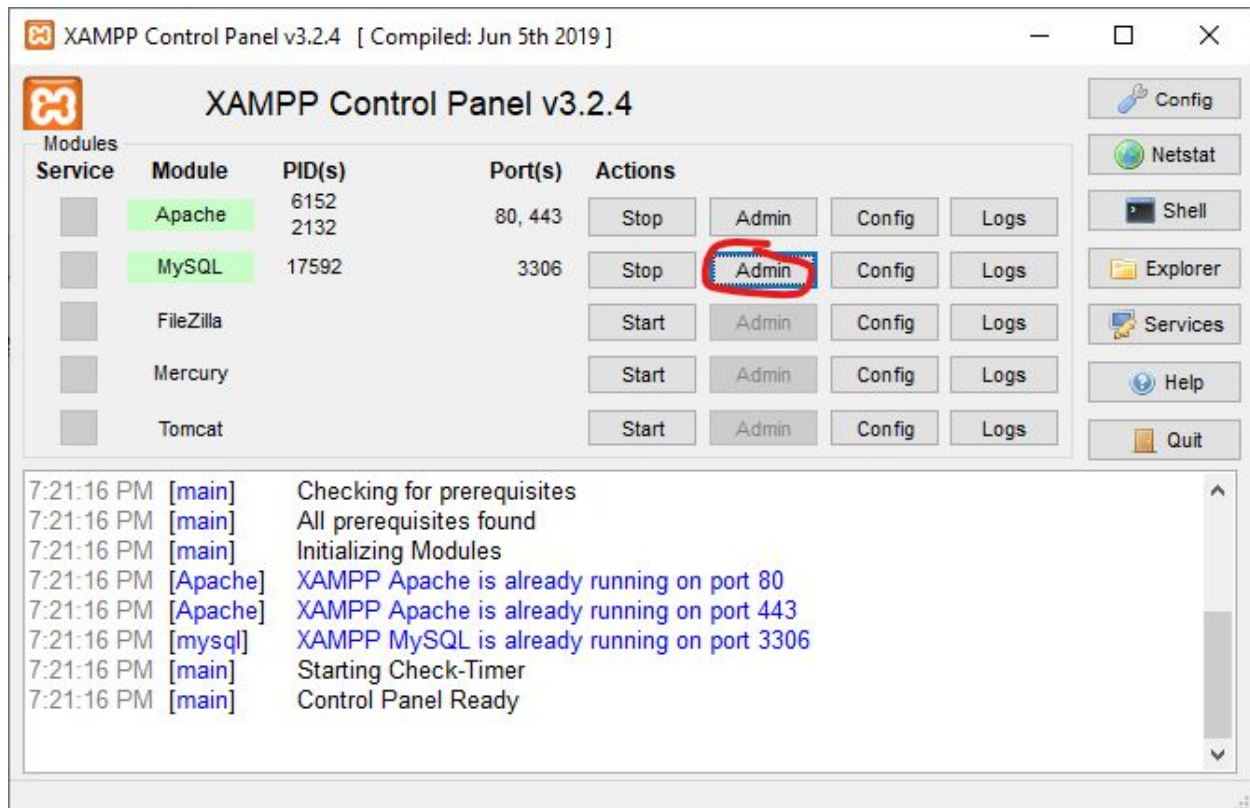 XAMPP Control Panel v3.2.4 [ Compiled: Jun 5th 2019 ]
XAMPP Control Panel v3.2.4
Config
Modules
Netstat
Service Module PID(s) Port(s) Actions
Apache 6152 2132 80, 443 Stop Admin Config Logs
Shell
MySQL 17592 3306 Stop Admin Config Logs
Explorer
FileZilla Start Admin Config Logs
Services
Mercury Start Admin Config Logs
Help
Tomcat Start Admin Config Logs
Quit
7:21:16 PM [main] Checking for prerequisites
7:21:16 PM [main] All prerequisites found
7:21:16 PM [main] Initializing Modules
7:21:16 PM [Apache] XAMPP Apache is already running on port 80
7:21:16 PM [Apache] XAMPP Apache is already running on port 443
7:21:16 PM [mysql] XAMPP MySQL is already running on port 3306
7:21:16 PM [main] Starting Check-Timer
7:21:16 PM [main] Control Panel Ready